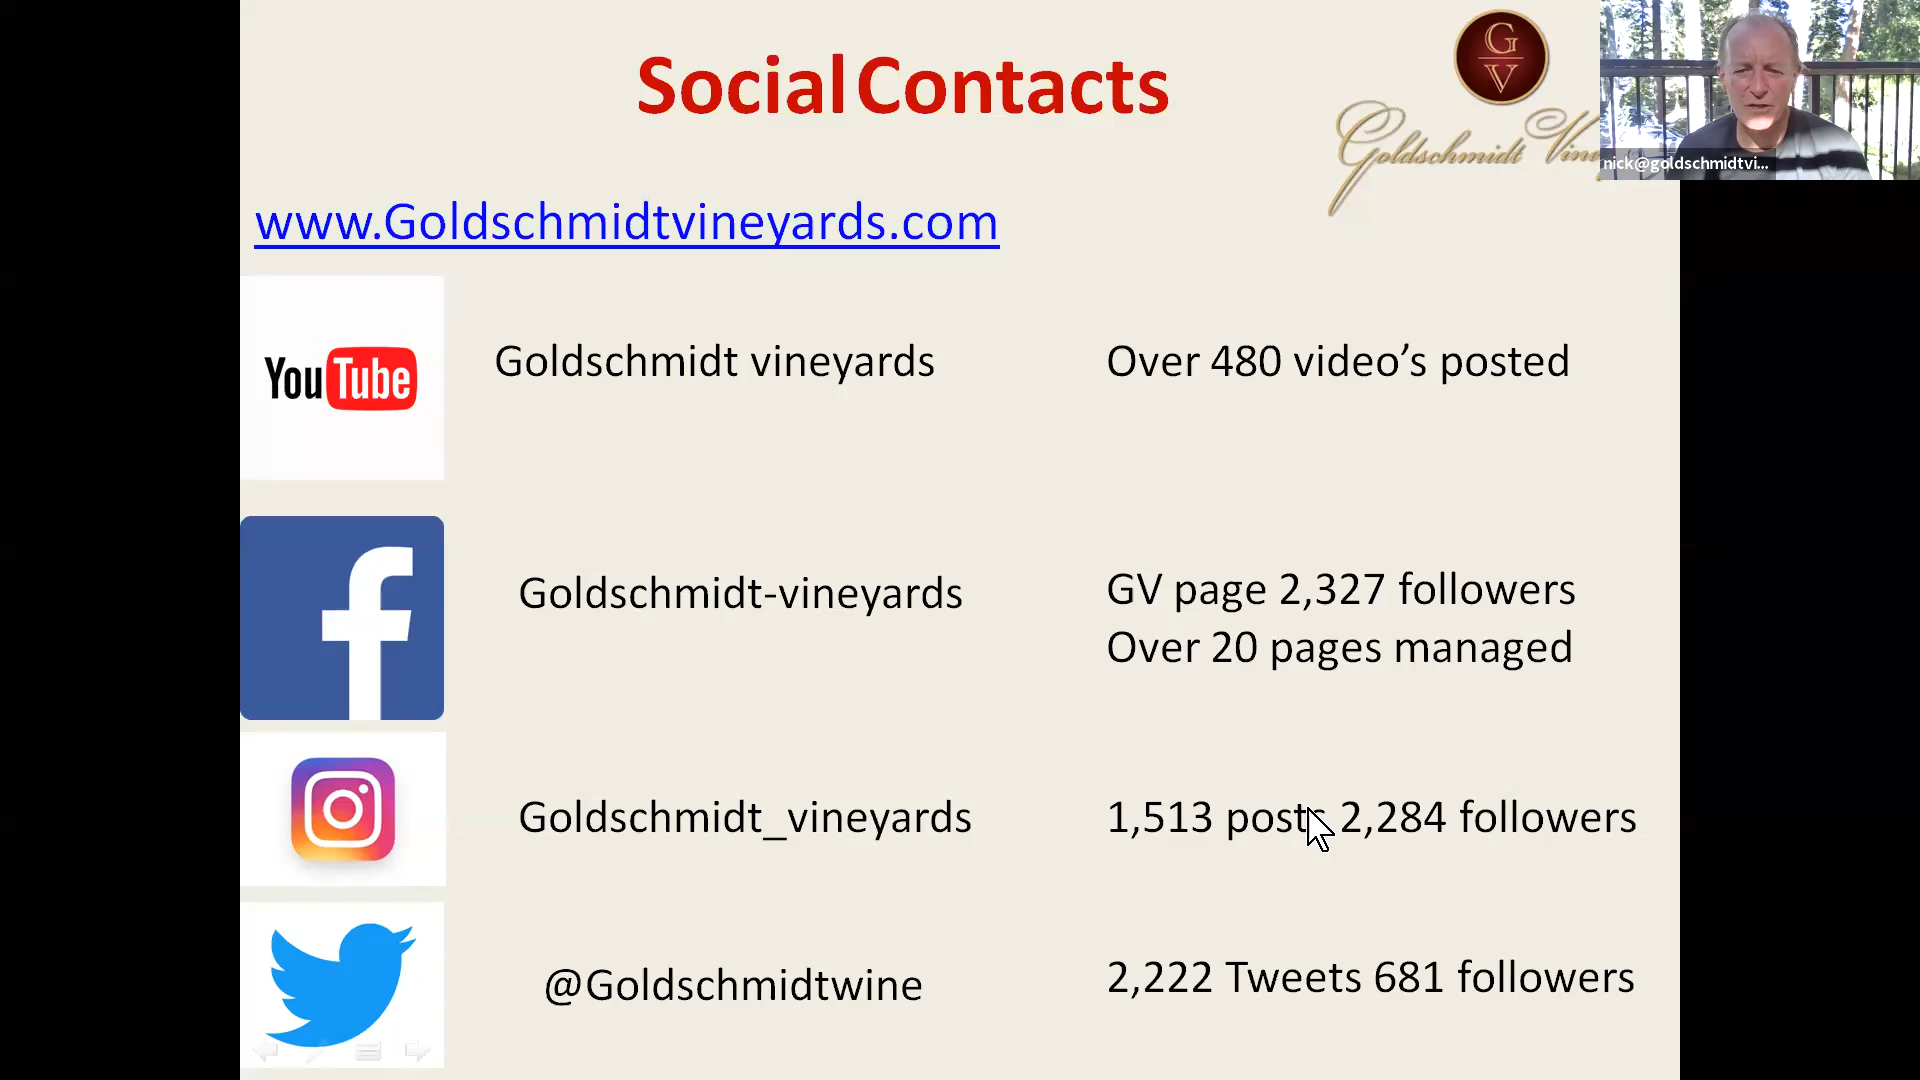 Social Contacts
G
V
Goldschmidt Vine
nick@goldschmidtvi...
www.Goldschmidtvineyards.com
YouTube
Goldschmidt vineyards
Over 480 video’s posted
f
Goldschmidt-vineyards
GV page 2,327 followers
Over 20 pages managed
Goldschmidt_vineyards
1,513 posts 2,284 followers
@Goldschmidtwine
2,222 Tweets 681 followers